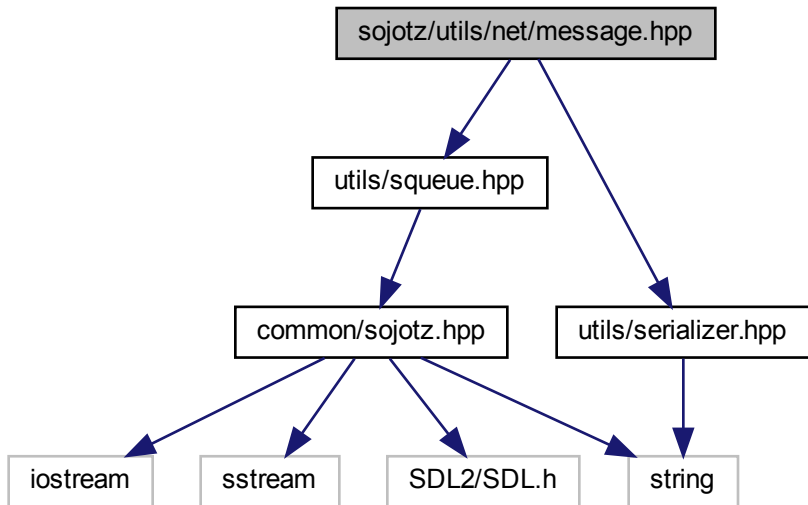 sojotz/utils/net/message.hpp
utils/squeue.hpp
common/sojotz.hpp
utils/serializer.hpp
iostream
sstream
SDL2/SDL.h
string